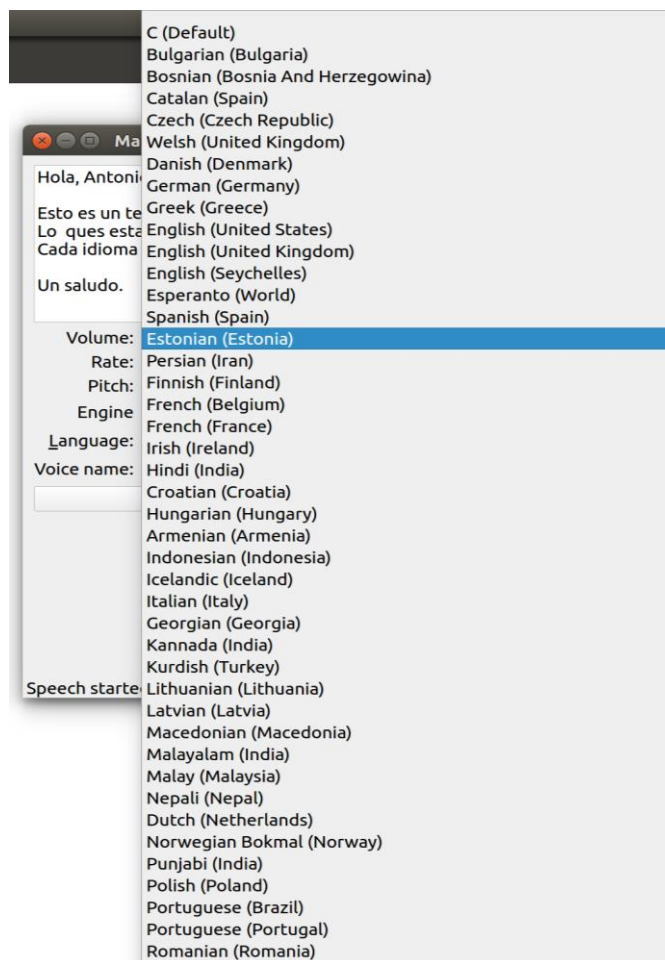 Ma
Hola, Antoni
Esto es un te
Lo ques esta
Cada idioma
Un saludo.
Volume:
Rate:
Pitch:
Engine
Language:
Voice name:
Speech starte
C (Default)
Bulgarian (Bulgaria)
Bosnian (Bosnia And Herzegowina)
Catalan (Spain)
Czech (Czech Republic)
Welsh (United Kingdom)
Danish (Denmark)
German (Germany)
Greek (Greece)
English (United States)
English (United Kingdom)
English (Seychelles)
Esperanto (World)
Spanish (Spain)
Estonian (Estonia)
Persian (Iran)
Finnish (Finland)
French (Belgium)
French (France)
Irish (Ireland)
Hindi (India)
Croatian (Croatia)
Hungarian (Hungary)
Armenian (Armenia)
Indonesian (Indonesia)
Icelandic (Iceland)
Italian (Italy)
Georgian (Georgia)
Kannada (India)
Kurdish (Turkey)
Lithuanian (Lithuania)
Latvian (Latvia)
Macedonian (Macedonia)
Malayalam (India)
Malay (Malaysia)
Nepali (Nepal)
Dutch (Netherlands)
Norwegian Bokmal (Norway)
Punjabi (India)
Polish (Poland)
Portuguese (Brazil)
Portuguese (Portugal)
Romanian (Romania)